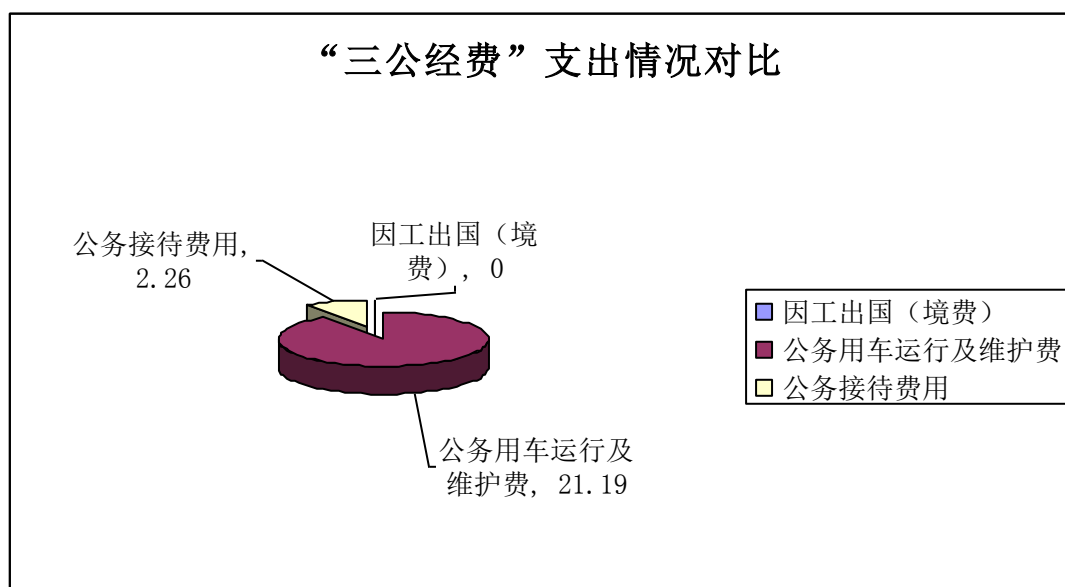 “三公经费”支出情况对比
公务接待费用,
2.26
因工出国（境
费）, 0
公务用车运行及
维护费, 21.19
因工出国（境费）
公务用车运行及维护费
公务接待费用